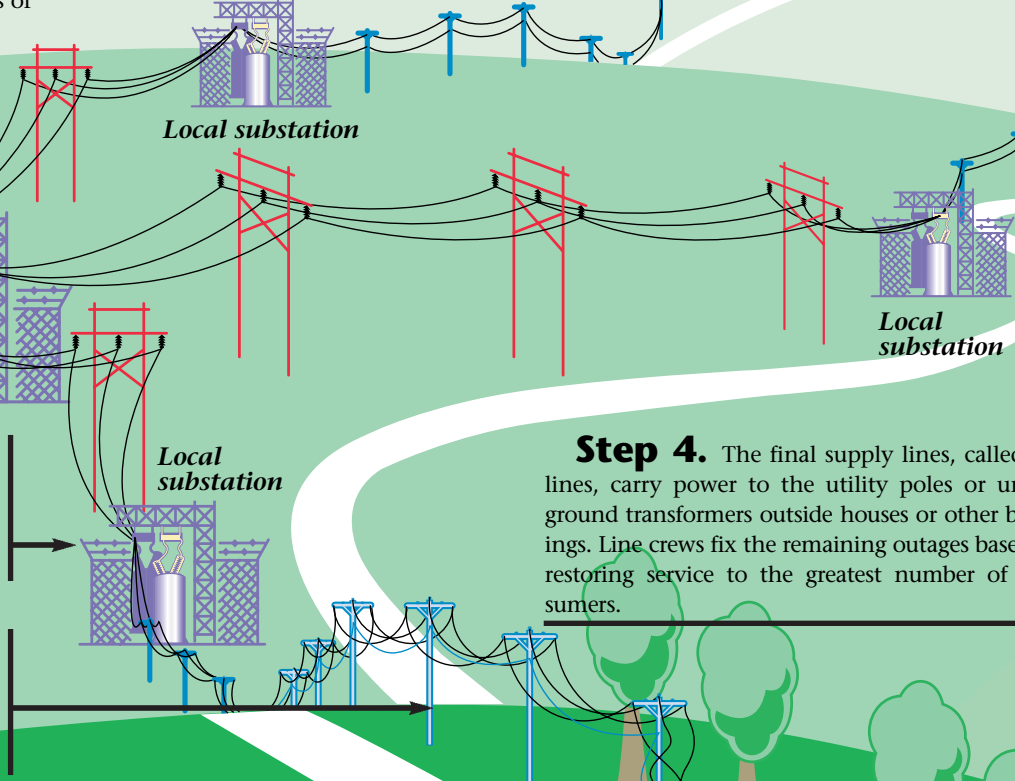 s of
Local substation
Local
substation
Local
substation
Step 4. The final supply lines, called
lines, carry power to the utility poles or un
ground transformers outside houses or other b
ings. Line crews fix the remaining outages base
restoring service to the greatest number of
sumers.